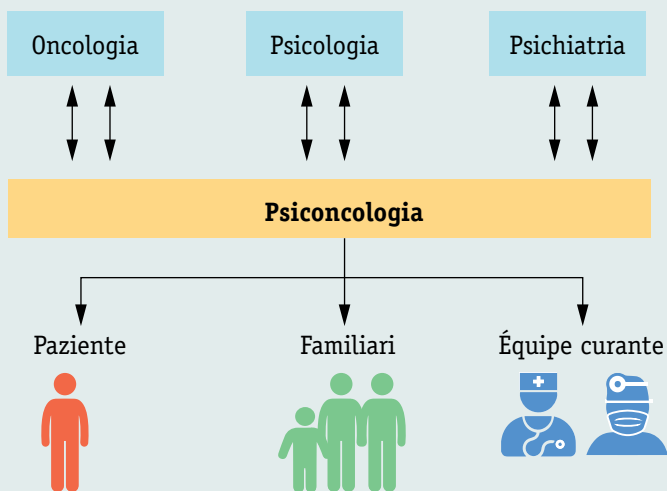 Oncologia
Psicologia
Psichiatria
Psiconcologia
Paziente
Familiari
Équipe curante